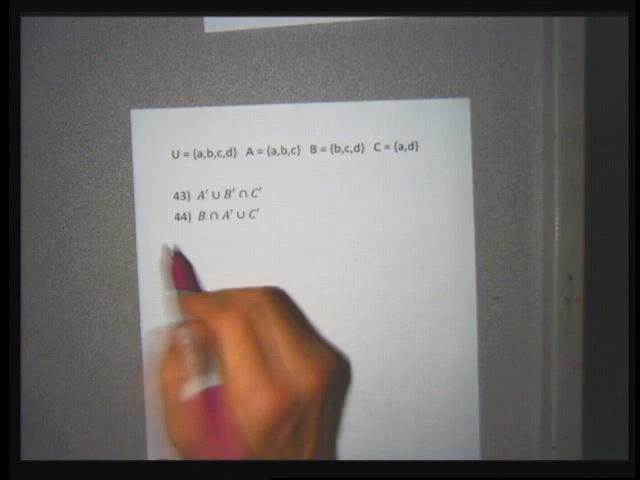 U = {a,b,c,d} A = {a,b,c} B = {b,c,d} C = {a,d}
43) A′ ∪ B′ ∩ C′
44) B ∩ A′ ∪ C′